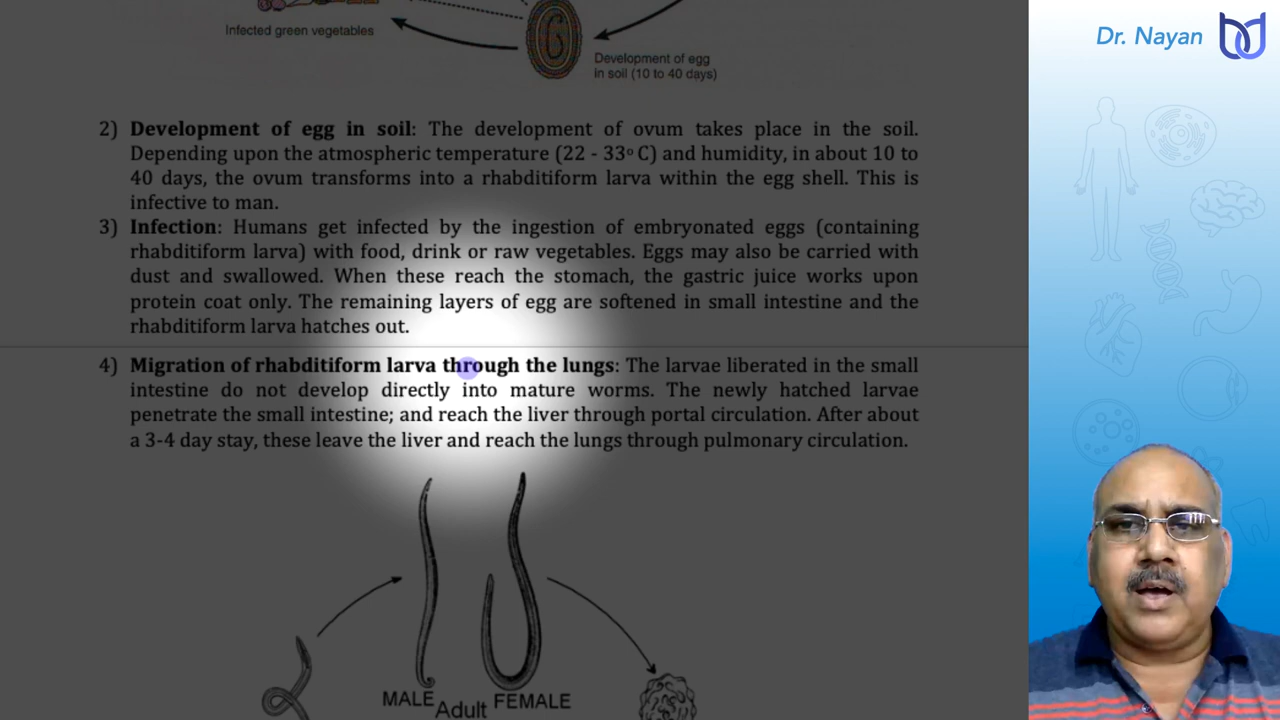 Dr. Nayan
Infected green vegetables
Development of egg
in soil (10 to 40 days)
2) Development of egg in soil: The development of ovum takes place in the soil.
Depending upon the atmospheric temperature (22 - 33o C) and humidity, in about 10 to
40 days, the ovum transforms into a rhabditiform larva within the egg shell. This is
infective to man.
3) Infection: Humans get infected by the ingestion of embryonated eggs (containing
rhabditiform larva) with food, drink or raw vegetables. Eggs may also be carried with
dust and swallowed. When these reach the stomach, the gastric juice works upon
protein coat only. The remaining layers of egg are softened in small intestine and the
rhabditiform larva hatches out.
4) Migration of rhabditiform larva through the lungs: The larvae liberated in the small
intestine do not develop directly into mature worms. The newly hatched larvae
penetrate the small intestine; and reach the liver through portal circulation. After about
a 3-4 day stay, these leave the liver and reach the lungs through pulmonary circulation.
MALE Adult FEMALE